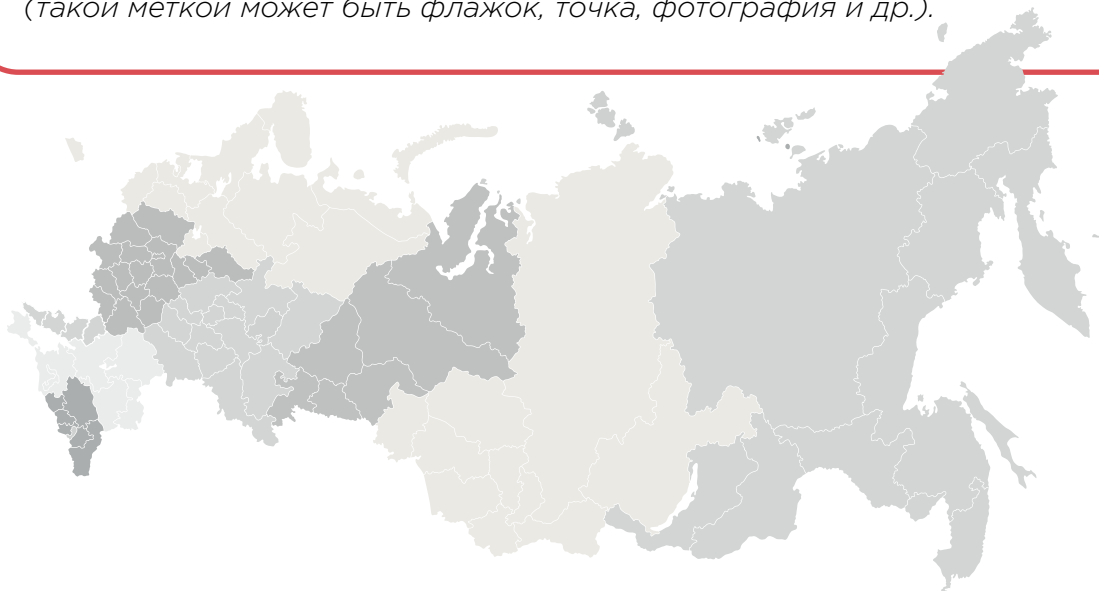 (такой меткой может быть флажок, точка, фотография и др.).